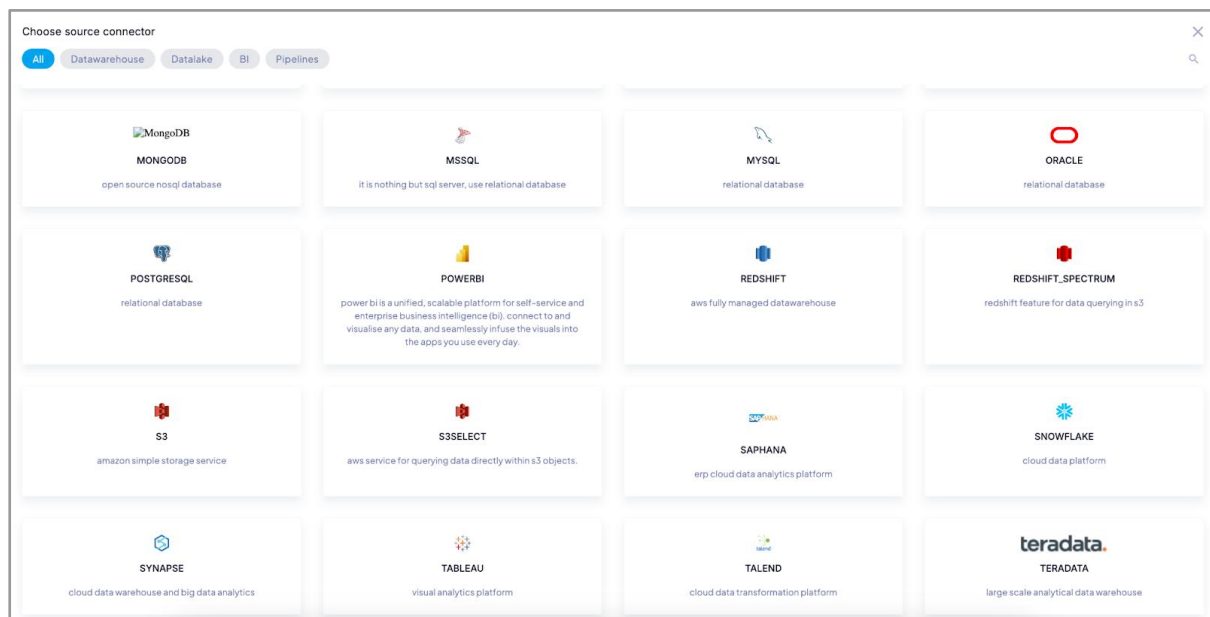 Choose source connector
All Datawarehouse Datalake BI Pipelines
MongoDB
MONGODB
open source nosql database
MSSQL
it is nothing but sql server, use relational database
MYSQL
relational database
ORACLE
relational database
POSTGRESQL
relational database
POWERBI
power bi is a unified, scalable platform for self-service and
enterprise business intelligence (bi). connect to and
visualise any data, and seamlessly infuse the visuals into
the apps you use every day.
REDSHIFT
aws fully managed datawarehouse
REDSHIFT_SPECTRUM
redshift feature for data querying in s3
S3
amazon simple storage service
S3SELECT
aws service for querying data directly within s3 objects.
SAP HANA
SAPHANA
erp cloud data analytics platform
SNOWFLAKE
cloud data platform
SYNAPSE
cloud data warehouse and big data analytics
TABLEAU
visual analytics platform
talend
TALEND
cloud data transformation platform
teradata.
TERADATA
large scale analytical data warehouse